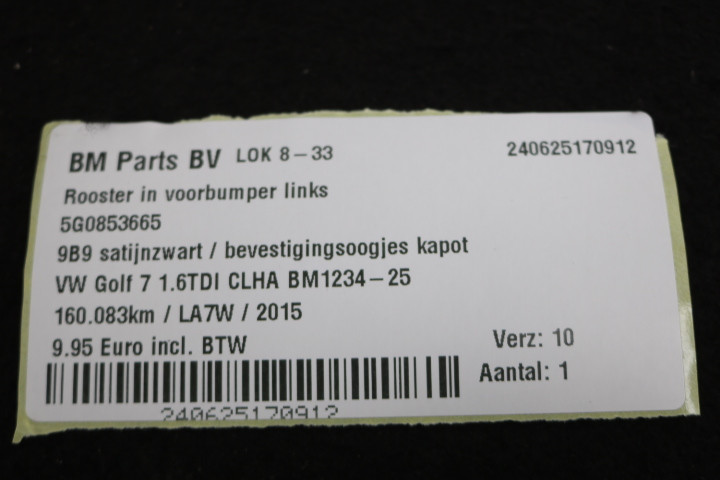 BM Parts BV LOK 8-33 240625170912
Rooster in voorbumper links
5G0853665
9B9 satijnzwart / bevestigingsoogjes kapot
VW Golf 7 1.6TDI CLHA BM1234-25
160.083km / LA7W / 2015
9.95 Euro incl. BTW
Verz: 10
Aantal: 1
240625170912